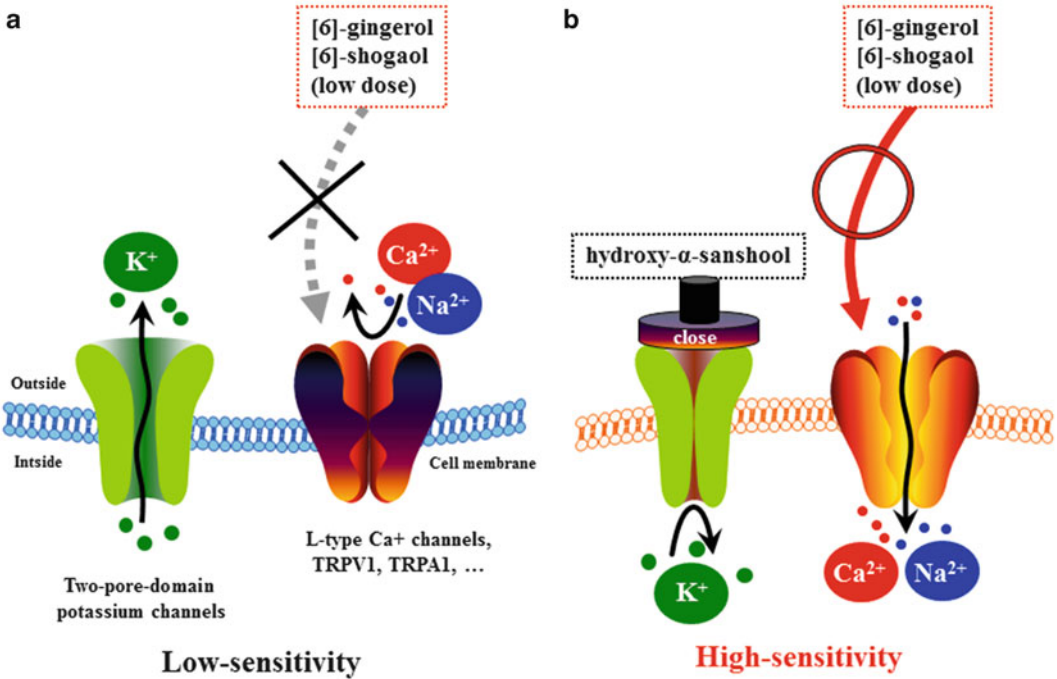 a
[6]-gingerol
[6]-shogaol
(low dose)
K⁺
Ca²⁺
Na²⁺
Outside
Intside
Cell membrane
Two-pore-domain
potassium channels
L-type Ca+ channels,
TRPV1, TRPA1, …
Low-sensitivity
b
[6]-gingerol
[6]-shogaol
(low dose)
hydroxy-α-sanshool
close
K⁺
Ca²⁺
Na²⁺
High-sensitivity